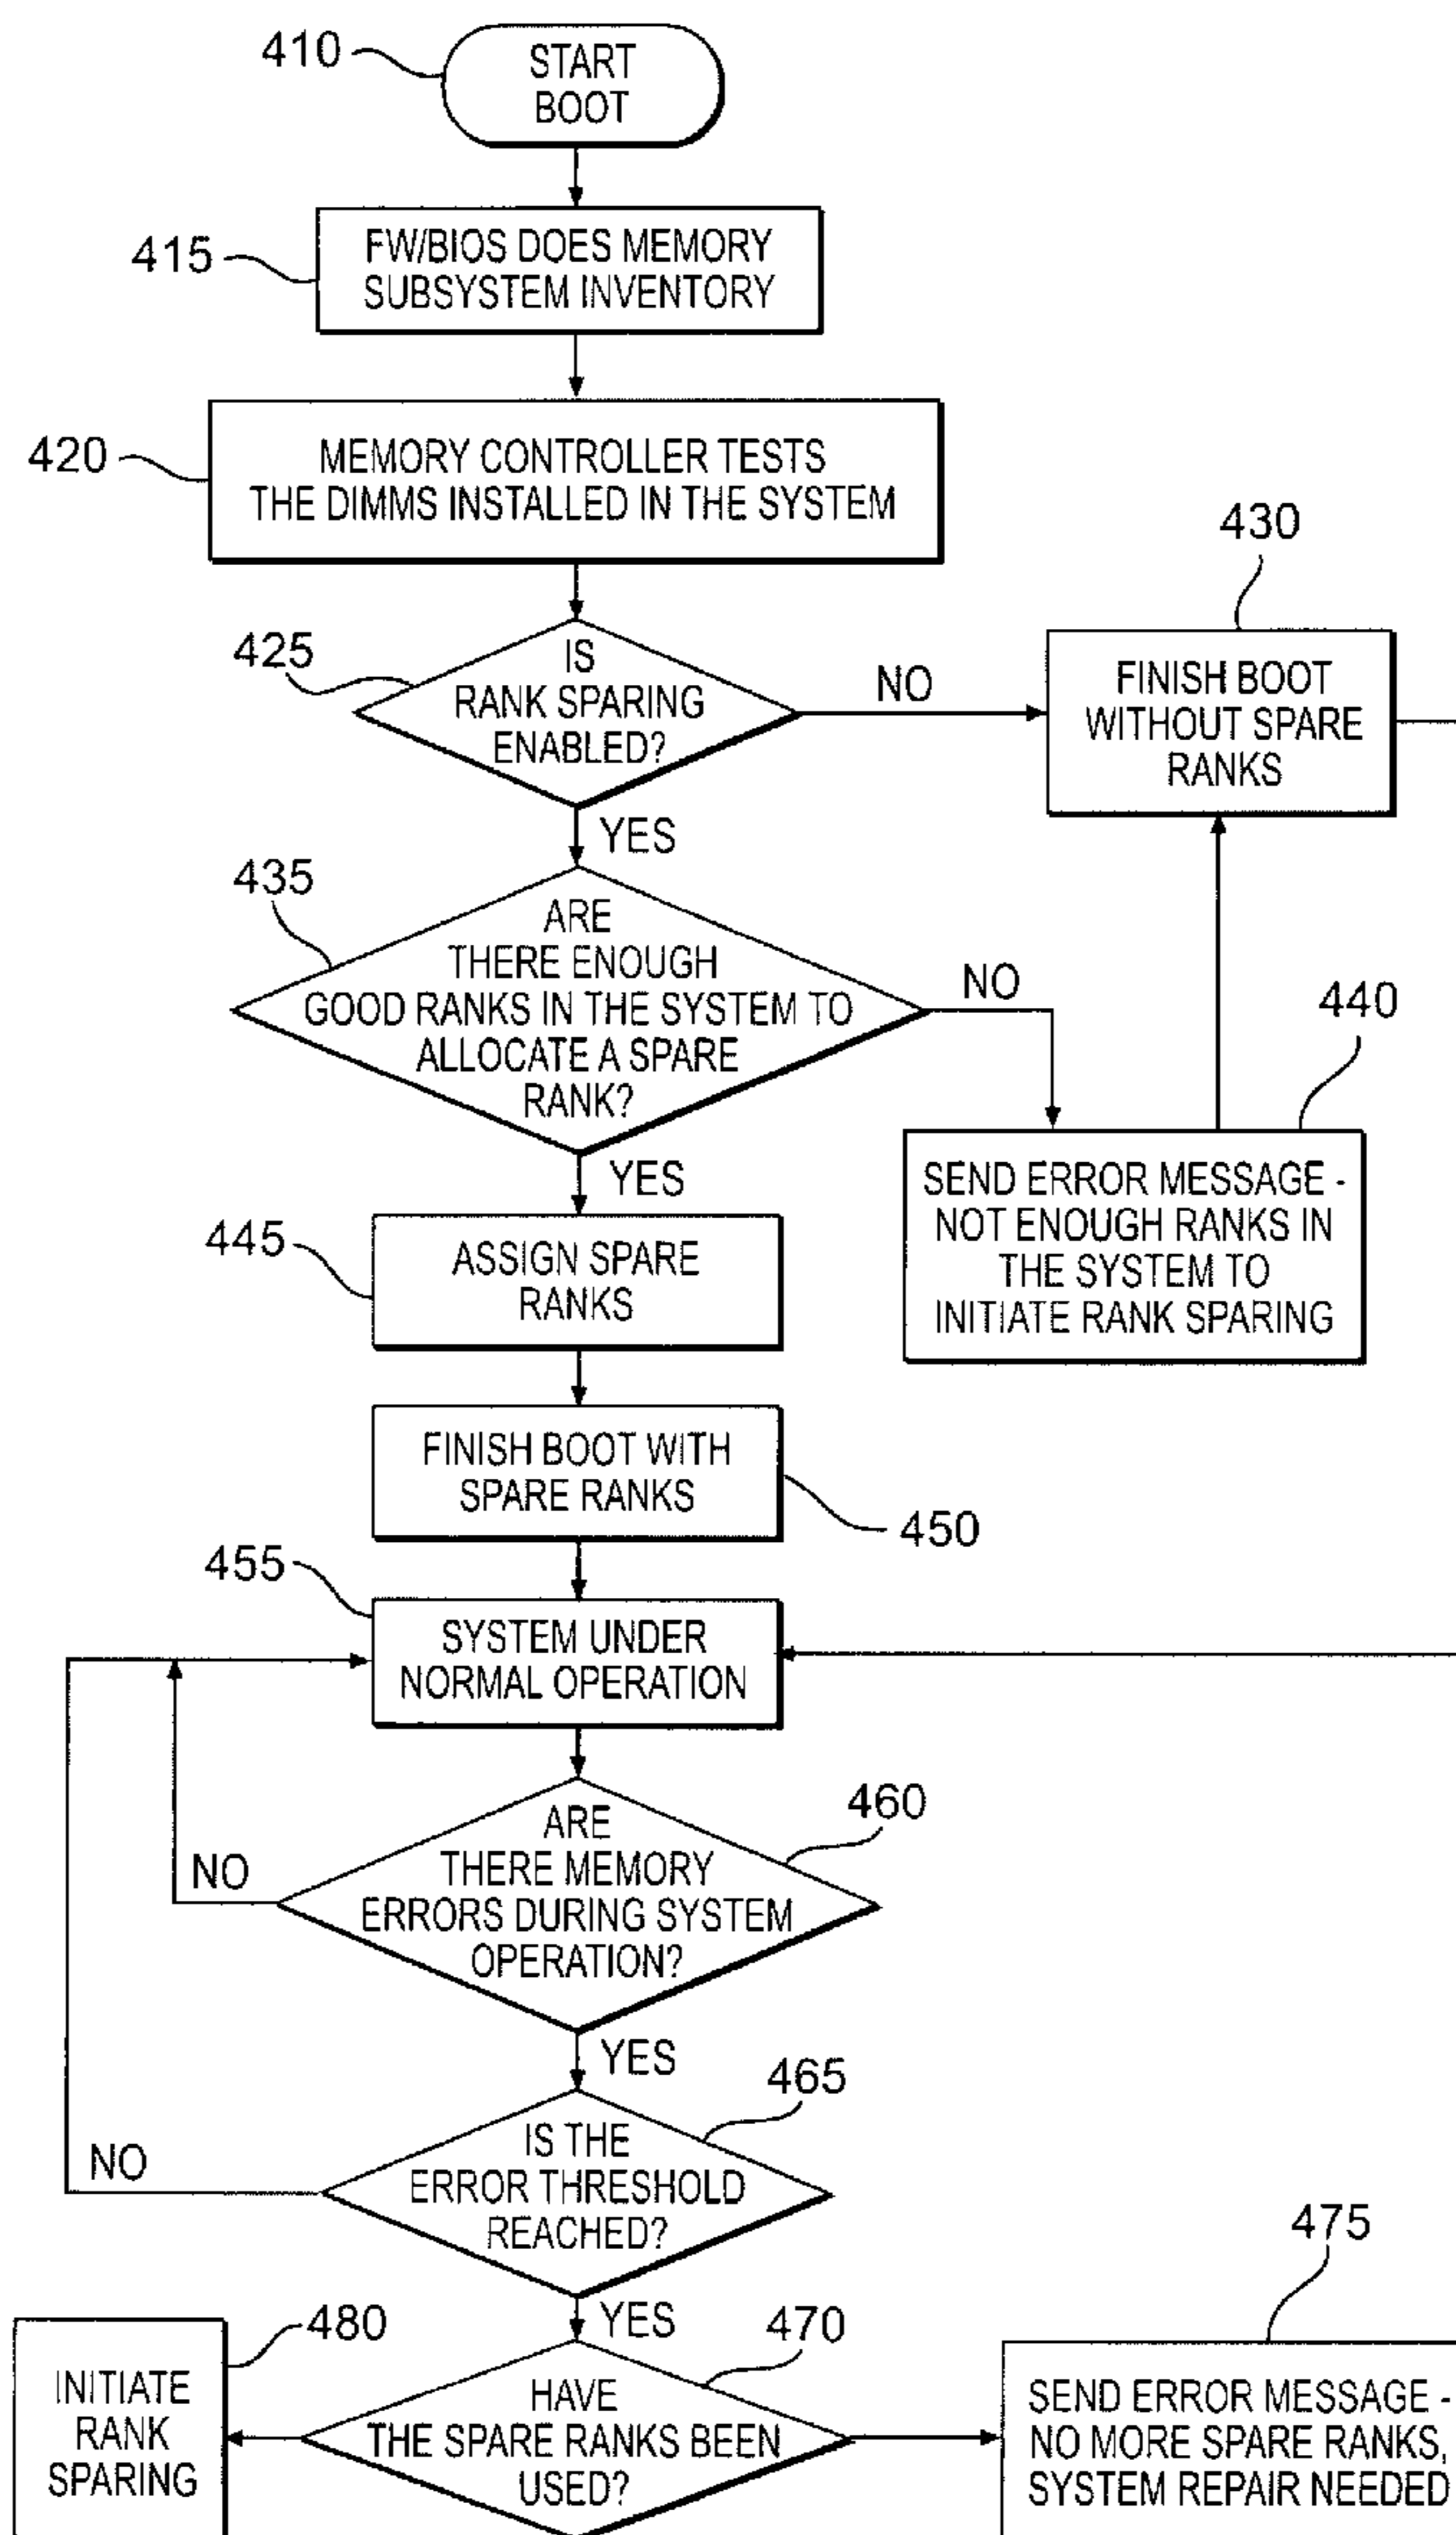 410
START
BOOT
415
FW/BIOS DOES MEMORY
SUBSYSTEM INVENTORY
420
MEMORY CONTROLLER TESTS
THE DIMMS INSTALLED IN THE SYSTEM
425
IS
RANK SPARING
ENABLED?
NO
430
FINISH BOOT
WITHOUT SPARE
RANKS
YES
435
ARE
THERE ENOUGH
GOOD RANKS IN THE SYSTEM TO
ALLOCATE A SPARE
RANK?
NO
440
SEND ERROR MESSAGE -
NOT ENOUGH RANKS IN
THE SYSTEM TO
INITIATE RANK SPARING
YES
445
ASSIGN SPARE
RANKS
FINISH BOOT WITH
SPARE RANKS
450
455
SYSTEM UNDER
NORMAL OPERATION
460
ARE
THERE MEMORY
ERRORS DURING SYSTEM
OPERATION?
NO
YES
465
IS THE
ERROR THRESHOLD
REACHED?
NO
YES
470
HAVE
THE SPARE RANKS BEEN
USED?
475
SEND ERROR MESSAGE -
NO MORE SPARE RANKS,
SYSTEM REPAIR NEEDED
480
INITIATE
RANK
SPARING